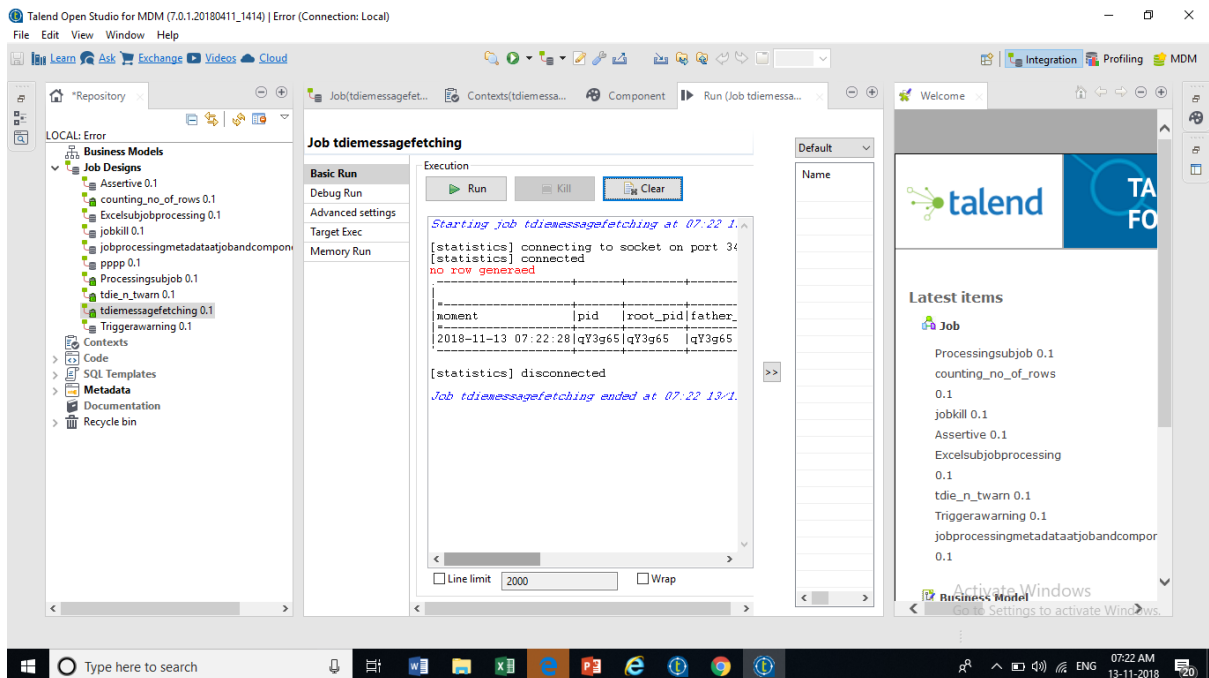 Talend Open Studio for MDM (7.0.1.20180411_1414) | Error (Connection: Local)
File Edit View Window Help
Learn Ask Exchange Videos Cloud
Integration Profiling MDM
*Repository
LOCAL: Error
Business Models
Job Designs
Assertive 0.1
counting_no_of_rows 0.1
Excelsubjobprocessing 0.1
jobkill 0.1
jobprocessingmetadataatjobandcompon
pppp 0.1
Processingsubjob 0.1
tdie_n_twarn 0.1
tdiemessagefetching 0.1
Triggerawarning 0.1
Contexts
Code
SQL Templates
Metadata
Documentation
Recycle bin
Job(tdiemessagefet... Contexts(tdiemessa... Component Run (Job tdiemessa...
Job tdiemessagefetching
Basic Run
Debug Run
Advanced settings
Target Exec
Memory Run
Execution
Run Kill Clear
Starting job tdiemessagefetching at 07:22 1
[statistics] connecting to socket on port 34
[statistics] connected
no row generaed
|moment |pid |root_pid|father_
|2018-11-13 07:22:28|qY3g65|qY3g65 |qY3g65
[statistics] disconnected
Job tdiemessagefetching ended at 07:22 13/1
Line limit 2000 Wrap
Default
Name
>>
Welcome
talend
TA
FO
Latest items
Job
Processingsubjob 0.1
counting_no_of_rows
0.1
jobkill 0.1
Assertive 0.1
Excelsubjobprocessing
0.1
tdie_n_twarn 0.1
Triggerawarning 0.1
jobprocessingmetadataatjobandcompor
0.1
Business Model
Activate Windows
Go to Settings to activate Windows.
Type here to search
ENG
07:22 AM
13-11-2018
20